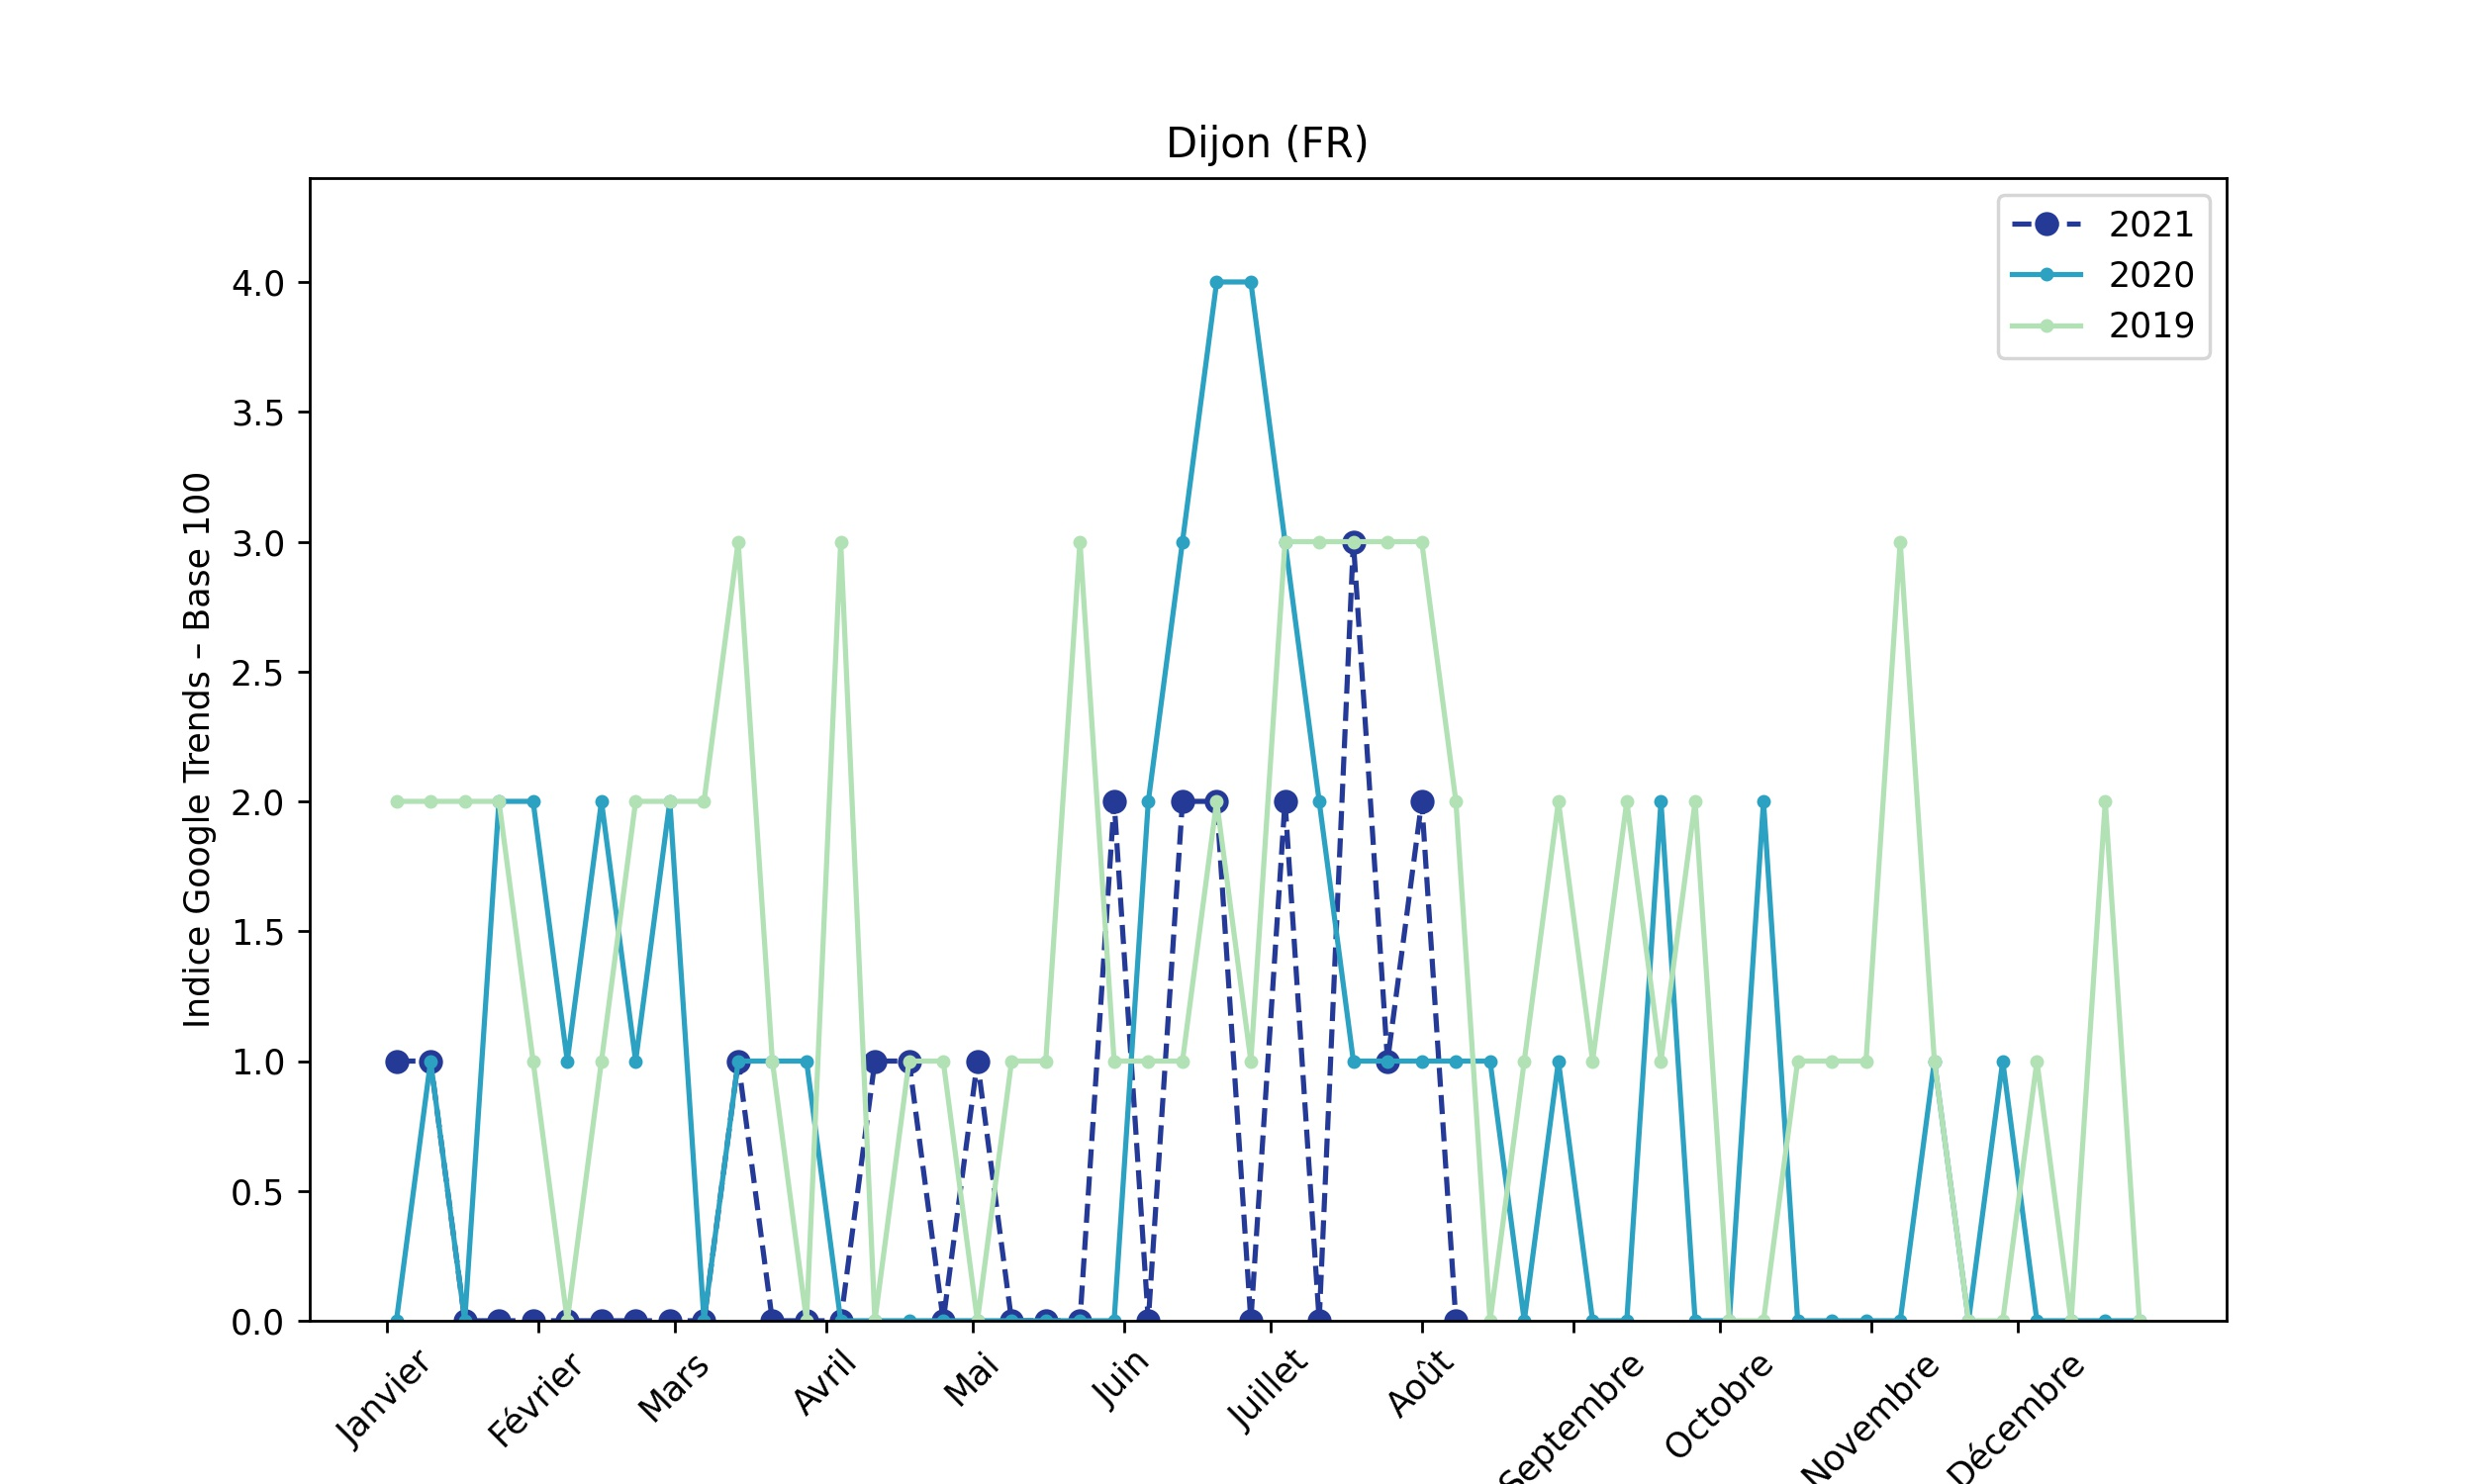 Dijon (FR)
2021
2020
2019
Indice Google Trends – Base 100
4.0
3.5
3.0
2.5
2.0
1.5
1.0
0.5
0.0
Janvier
Février
Mars
Avril
Mai
Juin
Juillet
Août
Septembre
Octobre
Novembre
Décembre